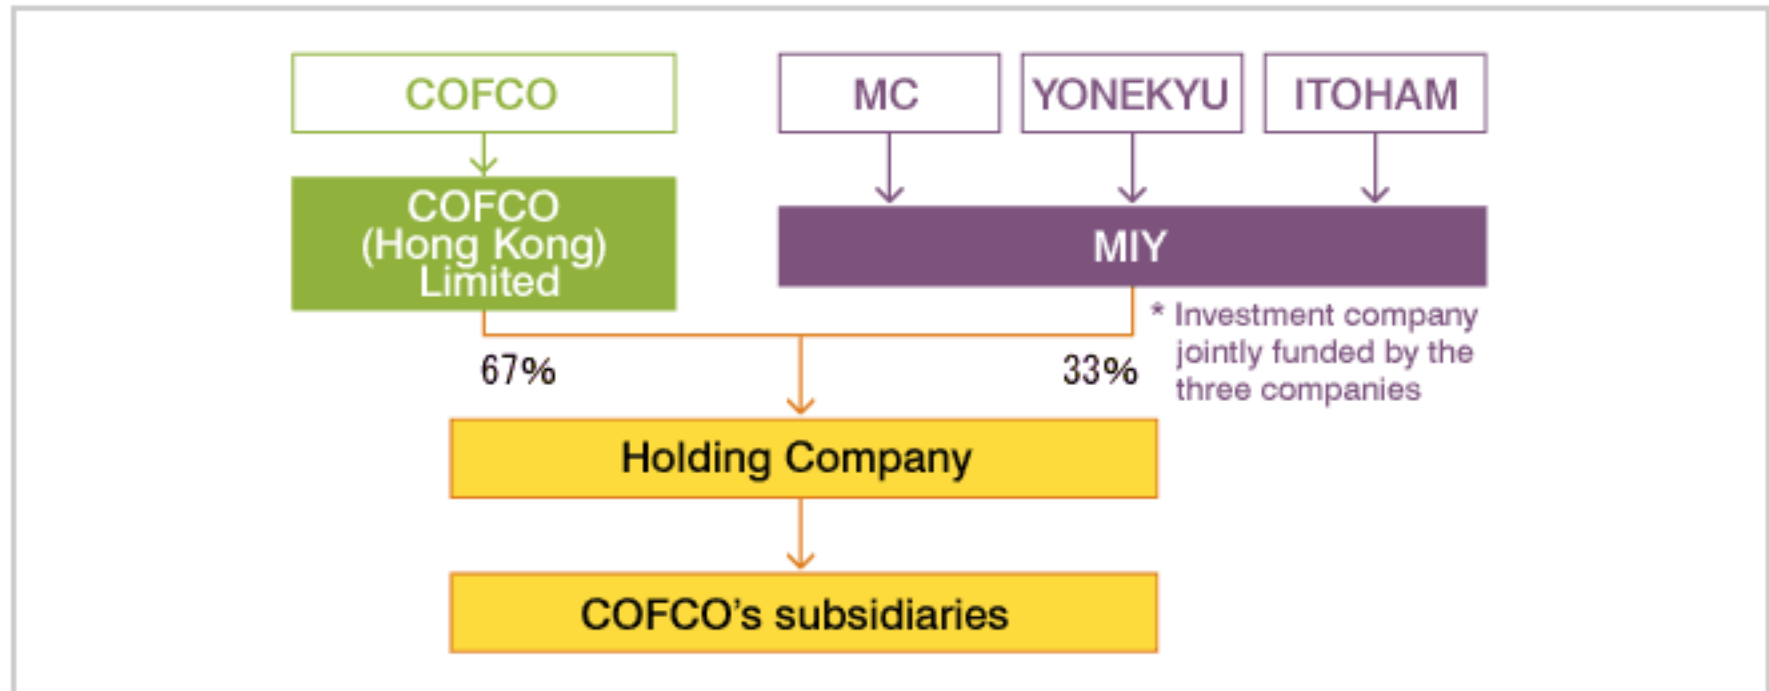 COFCO
MC
YONEKYU
ITOHAM
COFCO
(Hong Kong)
Limited
MIY
* Investment company
jointly funded by the
three companies
67%
33%
Holding Company
COFCO's subsidiaries